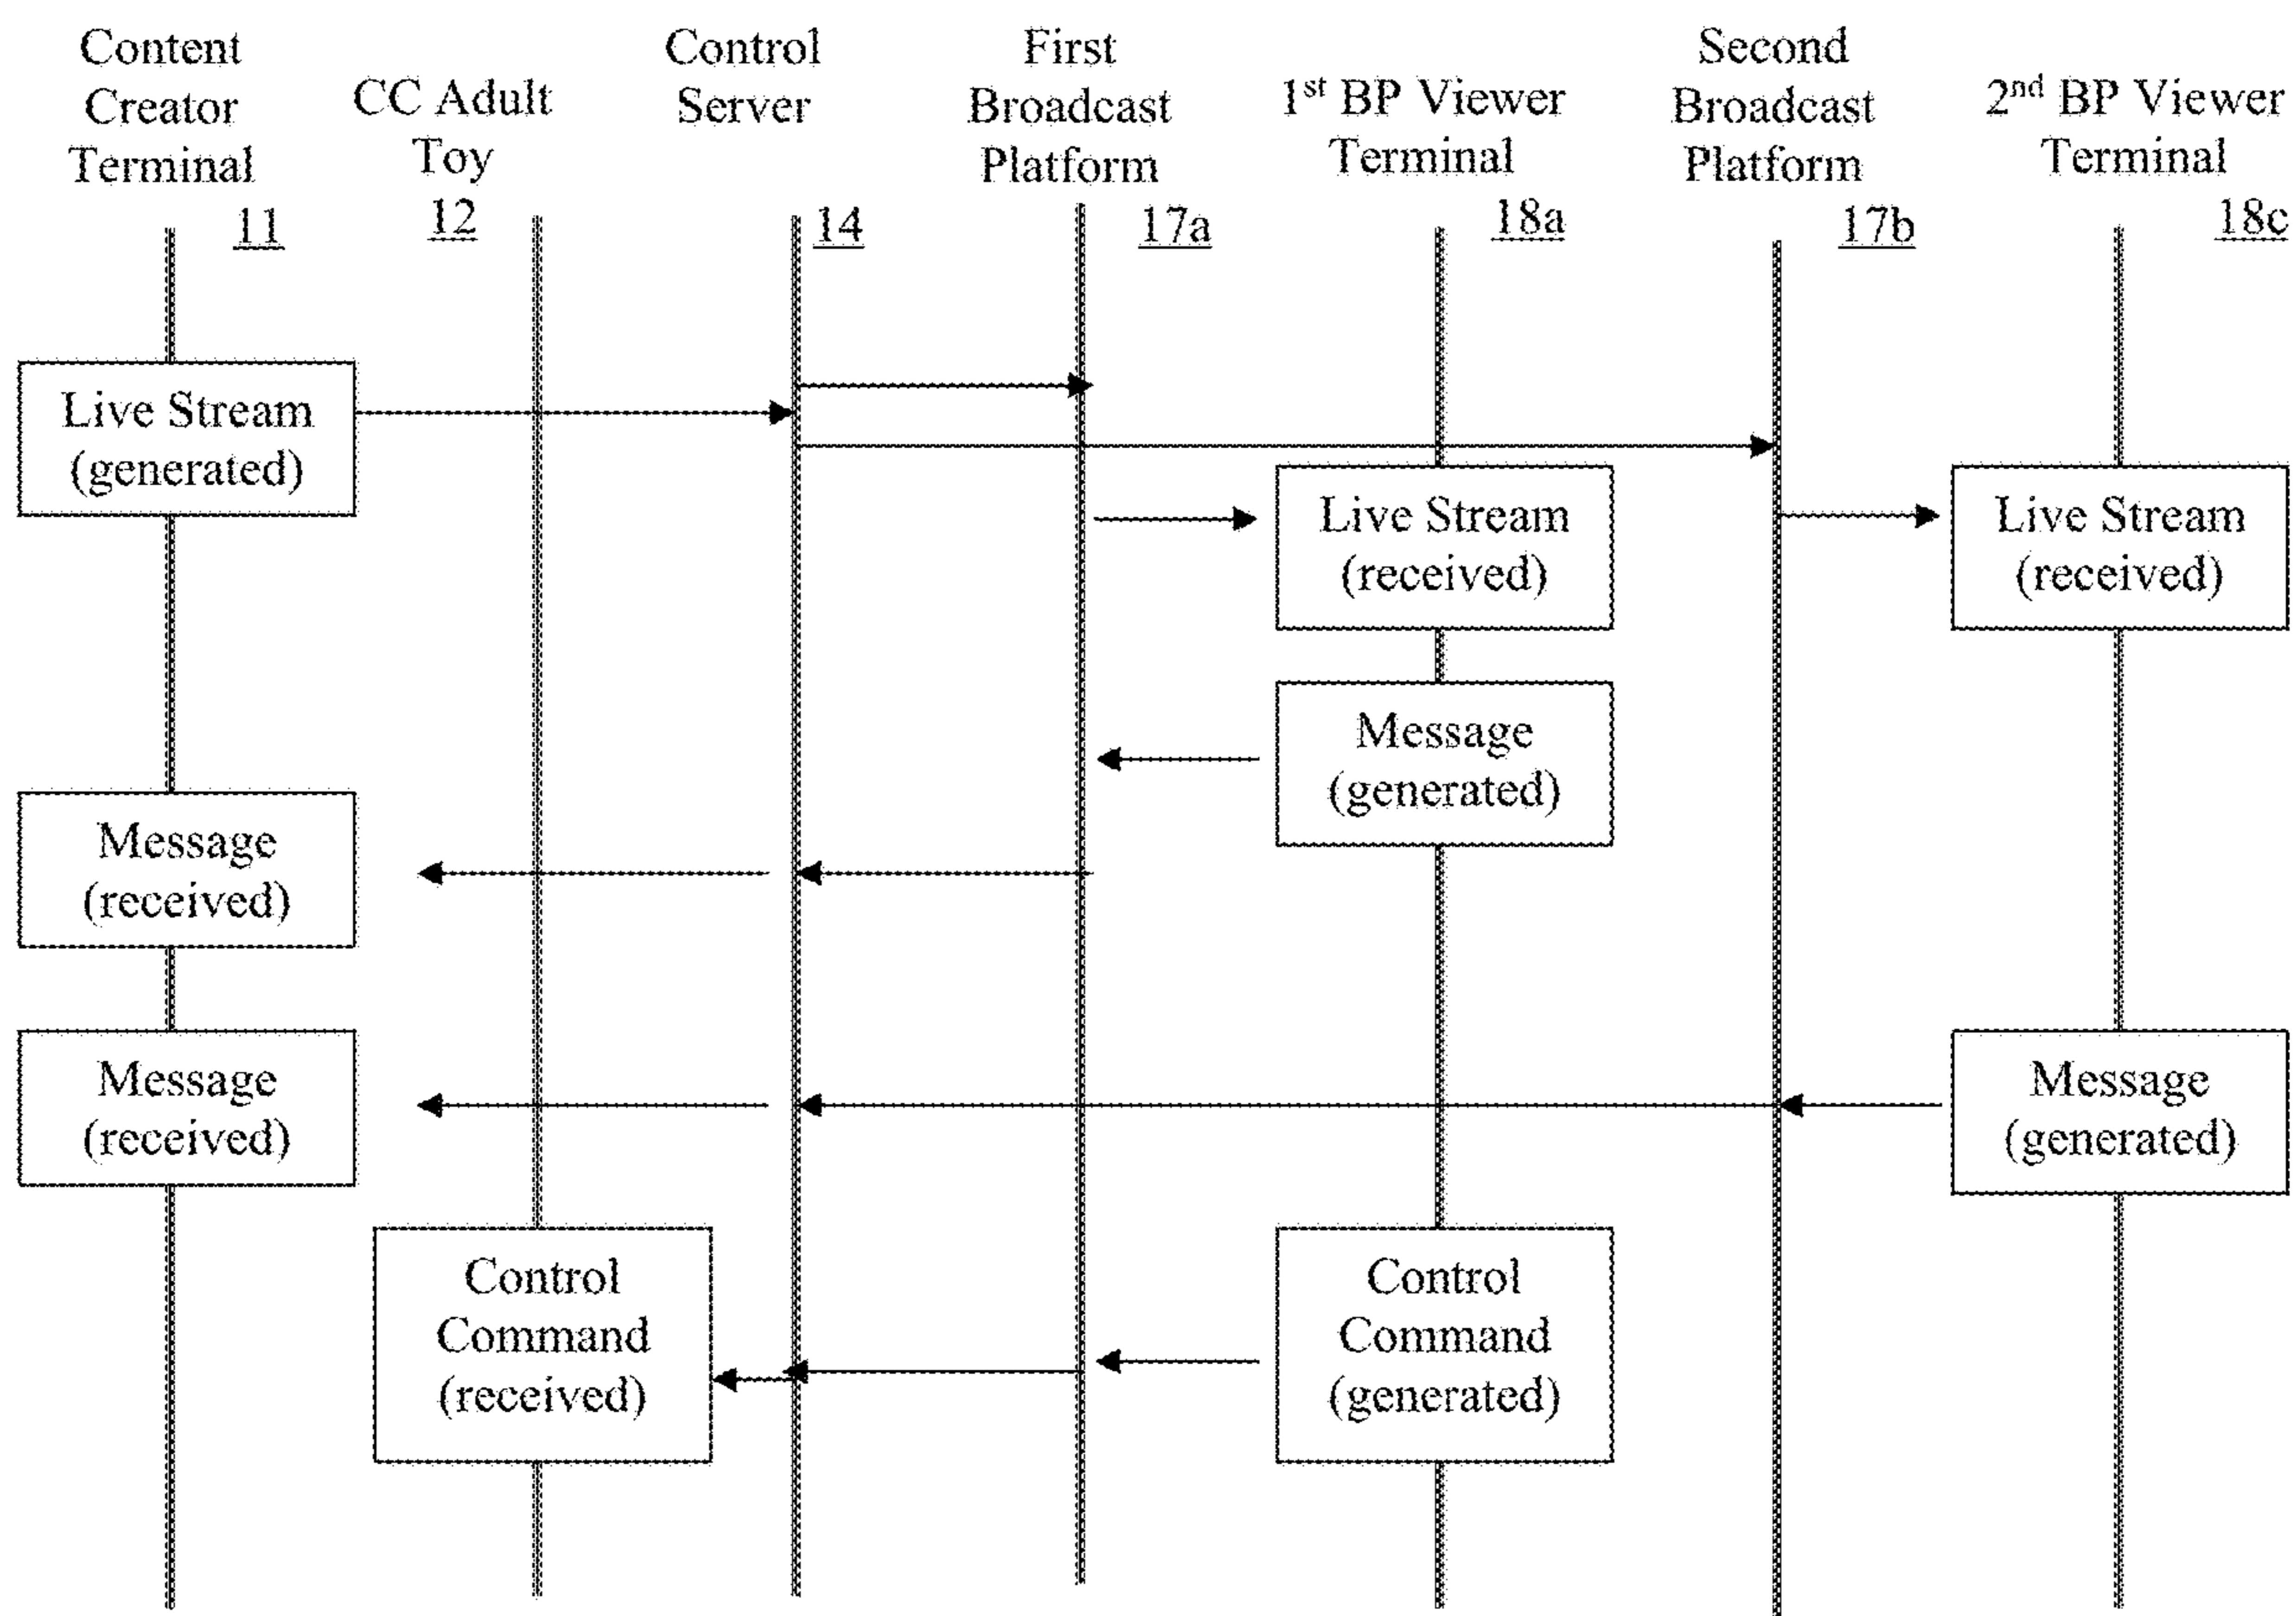 Content
Creator
Terminal
11
CC Adult
Toy
12
Control
Server
14
First
Broadcast
Platform
17a
1st BP Viewer
Terminal
18a
Second
Broadcast
Platform
17b
2nd BP Viewer
Terminal
18c
Live Stream
(generated)
Live Stream
(received)
Live Stream
(received)
Message
(generated)
Message
(received)
Message
(received)
Message
(generated)
Control
Command
(received)
Control
Command
(generated)